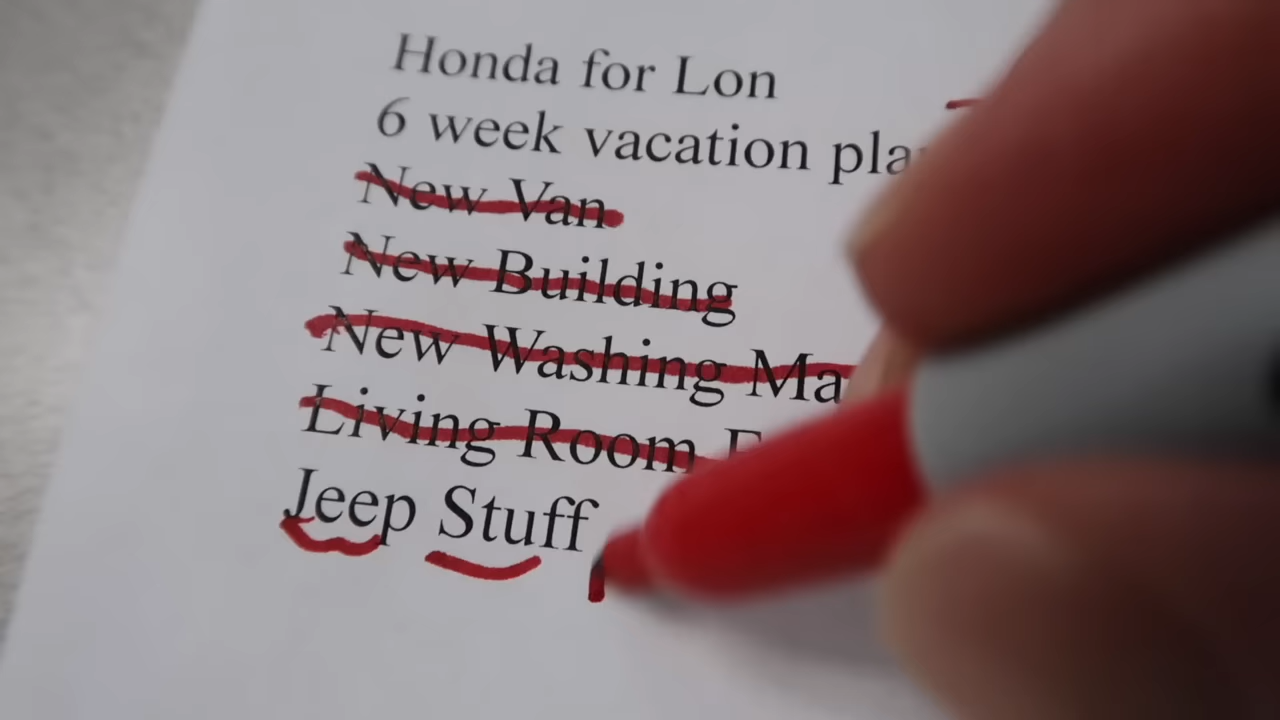 Honda for Lon
6 week vacation
New Van
New Building
New Washing
Living Room
Jeep Stuff